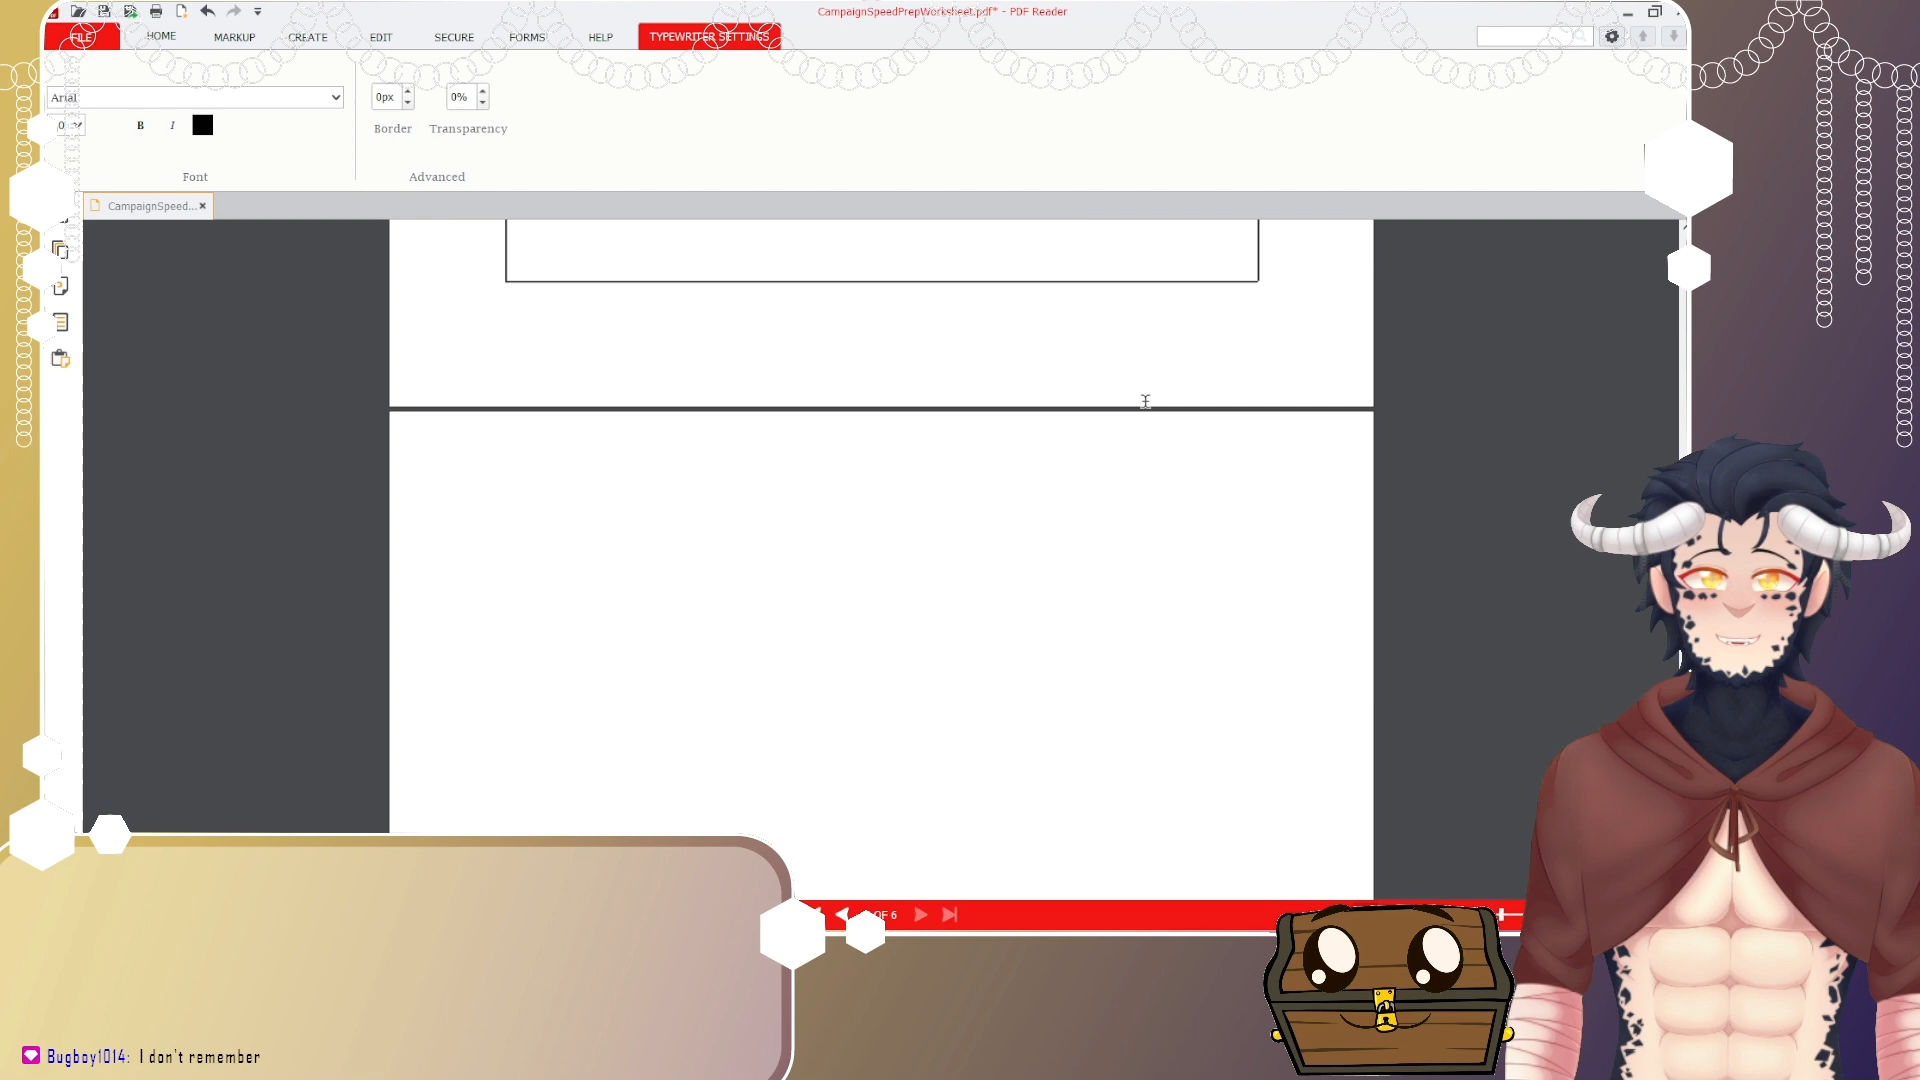 CampaignSpeedPrepWorksheet.pdf* - PDF Reader
FILE
HOME
MARKUP
CREATE
EDIT
SECURE
FORMS
HELP
TYPEWRITER SETTINGS
Arial
0px
0%
B
I
Border
Transparency
Font
Advanced
CampaignSpeed...
OF 6
Bugboy1014: I don't remember